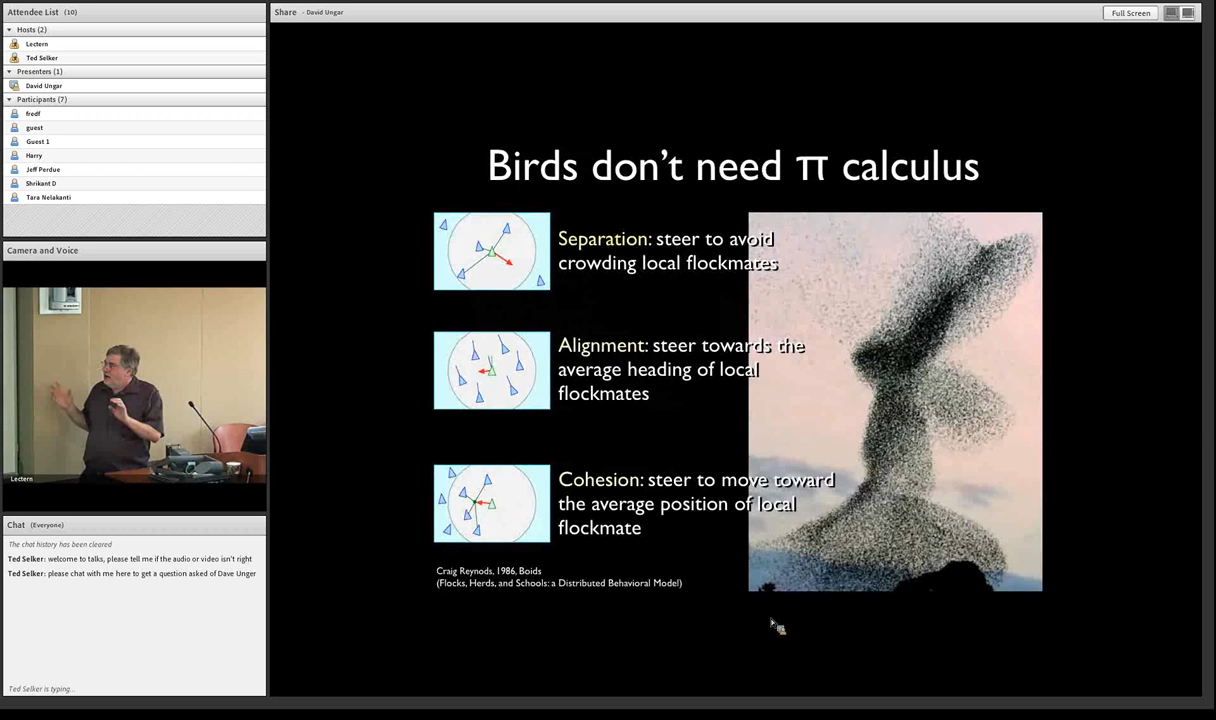 Attendee List (10)
Hosts (2)
Lectern
Ted Selker
Presenters (1)
David Ungar
Participants (7)
fredf
guest
Guest 1
Harry
Jeff Perdue
Shrikant D
Tara Nelakanti
Camera and Voice
Lectern
Chat (Everyone)
The chat history has been cleared
Ted Selker: welcome to talks, please tell me if the audio or video isn't right
Ted Selker: please chat with me here to get a question asked of Dave Unger
Ted Selker is typing...
Share - David Ungar
Full Screen
Birds don't need π calculus
Separation: steer to avoid
crowding local flockmates
Alignment: steer towards the
average heading of local
flockmates
Cohesion: steer to move toward
the average position of local
flockmate
Craig Reynods, 1986, Boids
(Flocks, Herds, and Schools: a Distributed Behavioral Model)